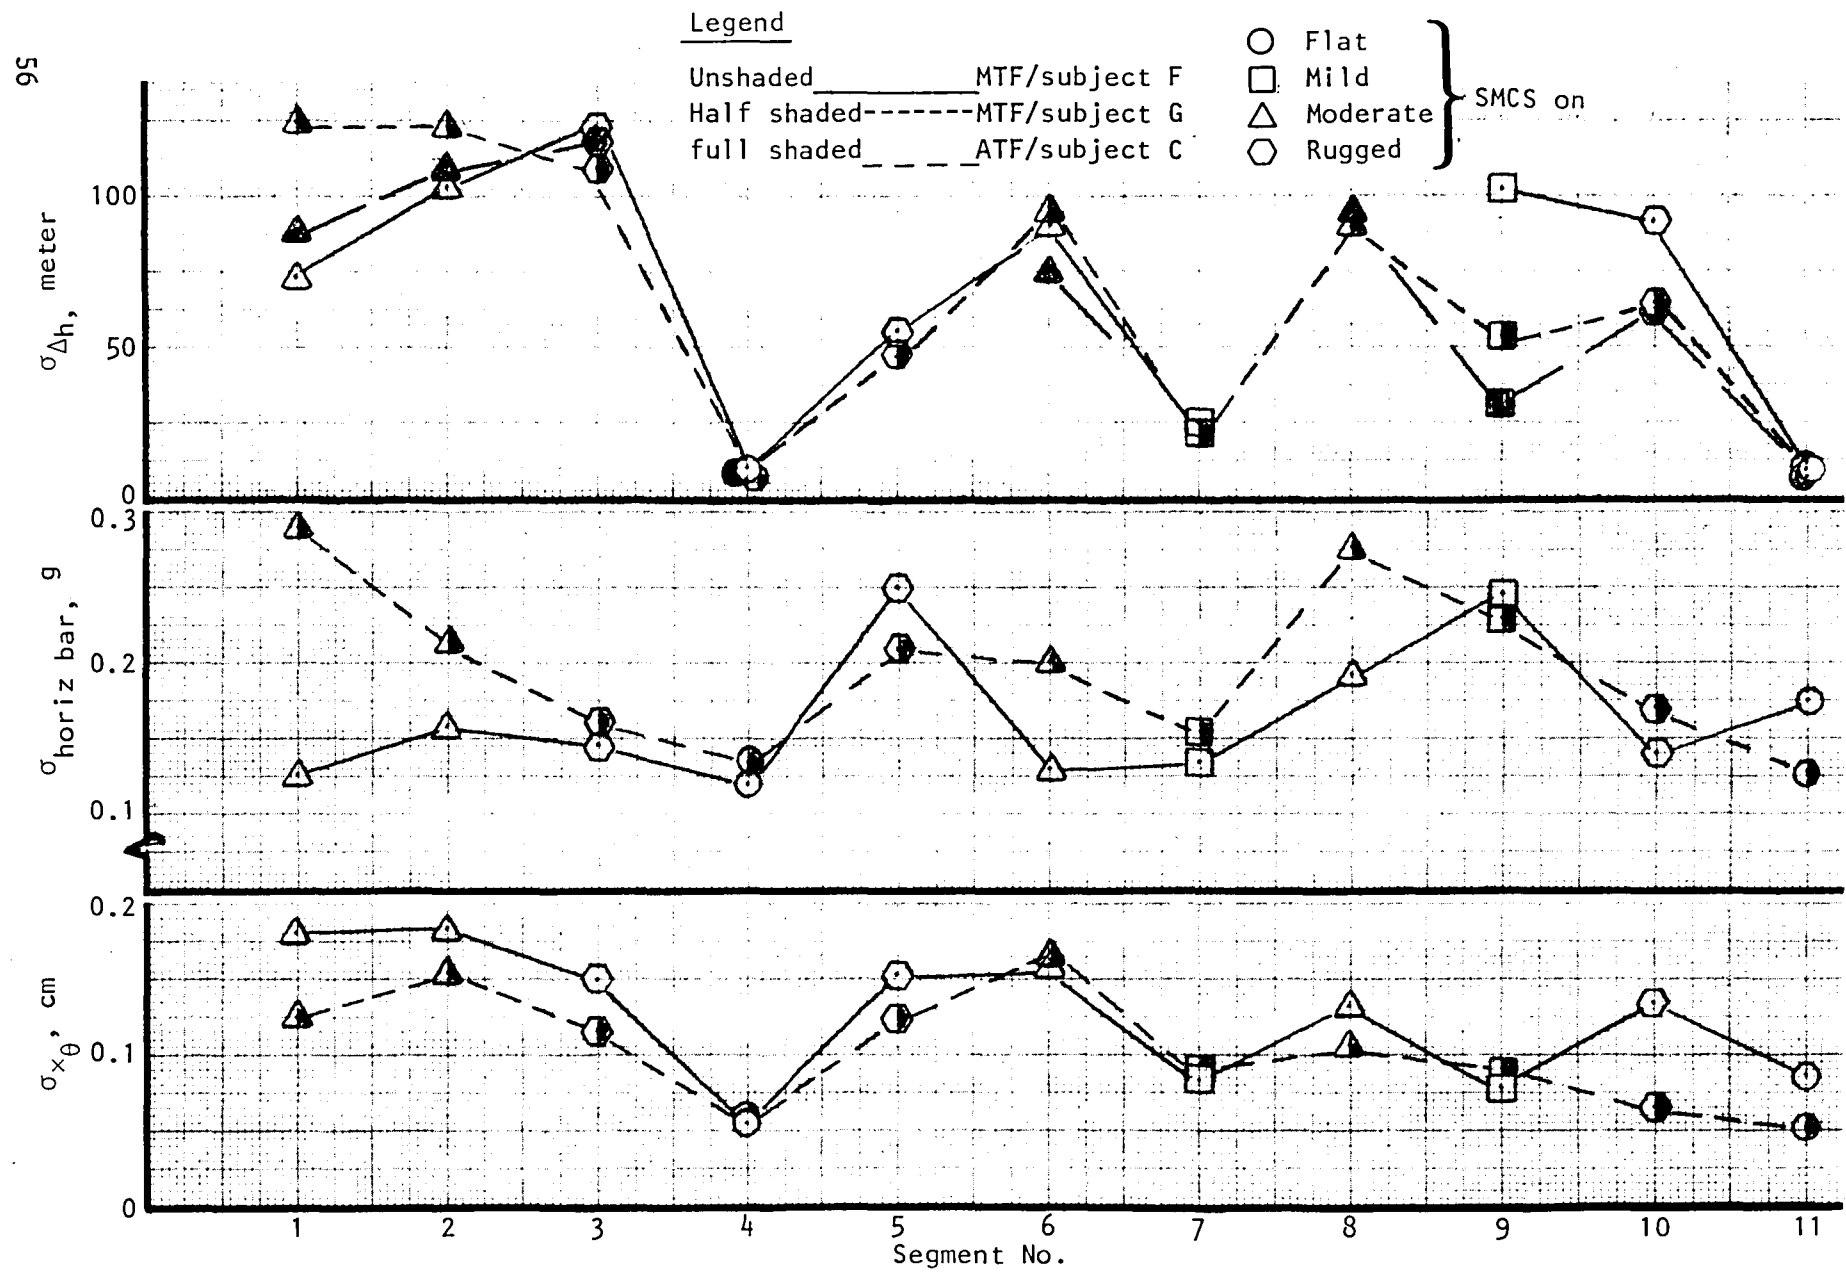 56
Legend
Unshaded MTF/subject F
Half shaded MTF/subject G
full shaded ATF/subject C
Flat
Mild
Moderate
Rugged
SMCS on
σΔh, meter
100
50
0
σhoriz bar, g
0.3
0.2
0.1
σxθ, cm
0.2
0.1
0
1 2 3 4 5 6 7 8 9 10 11
Segment No.